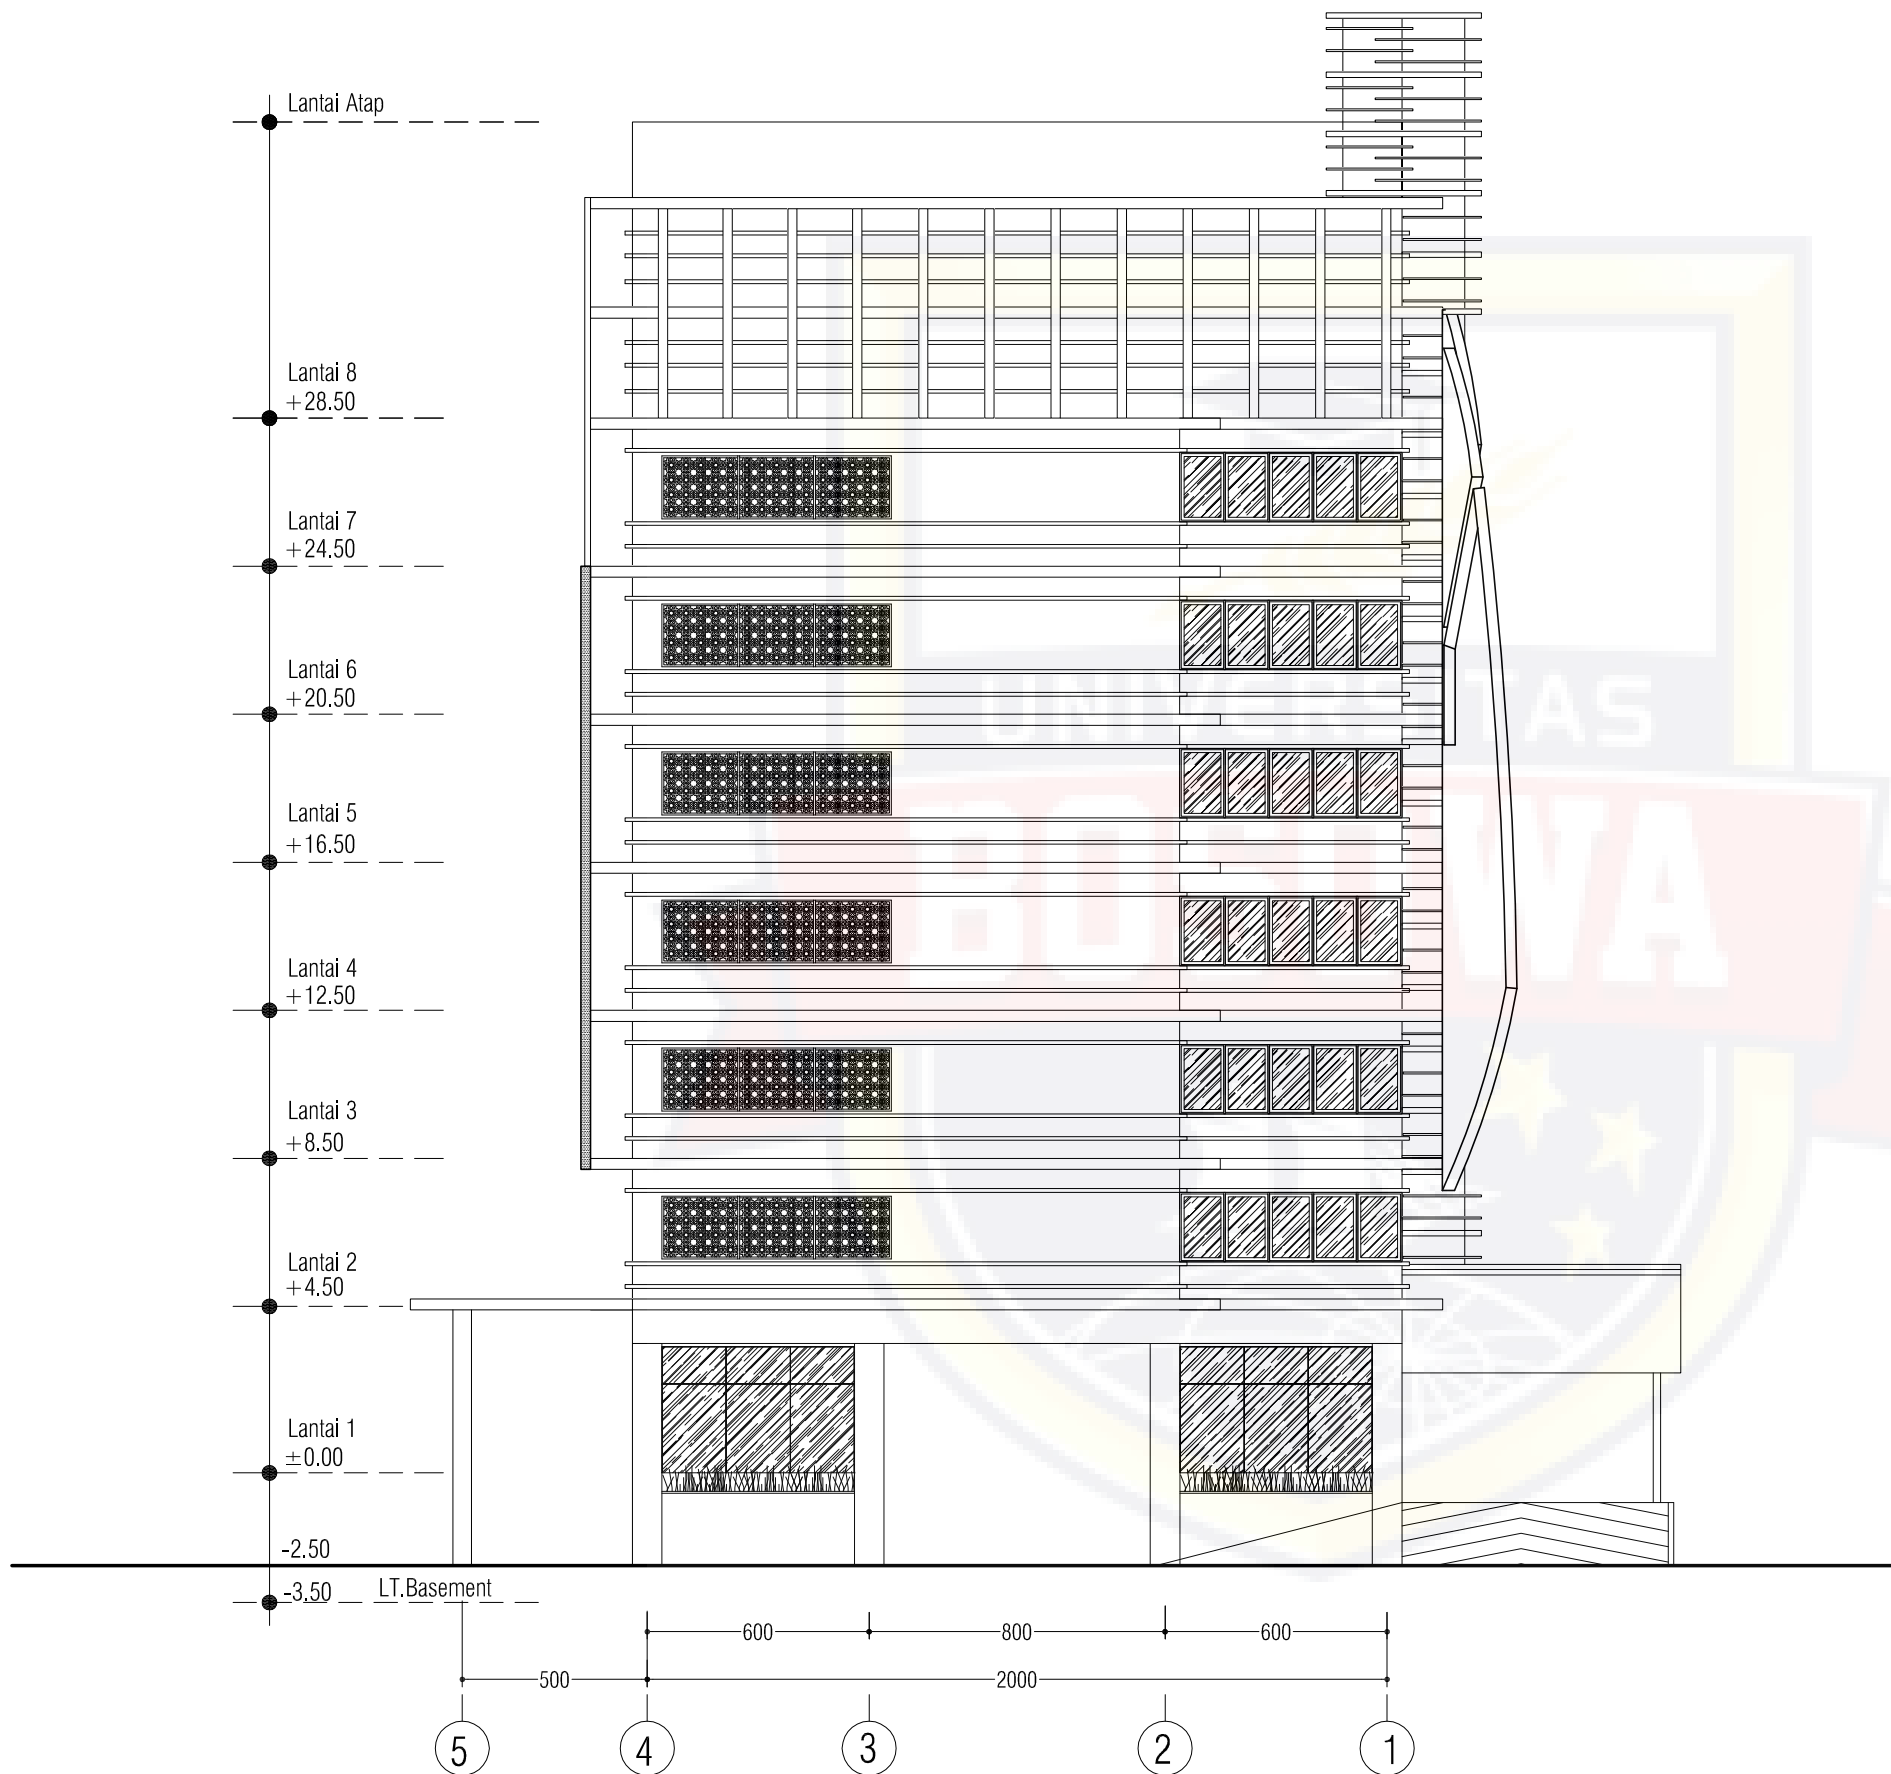 Lantai Atap
Lantai 8
+28.50
Lantai 7
+24.50
Lantai 6
+20.50
UNIVERSITAS
Lantai 5
+16.50
BOSOWA
Lantai 4
+12.50
Lantai 3
+8.50
Lantai 2
+4.50
Lantai 1
±0.00
-2.50
-3.50 LT.Basement
600 800 600
500 2000
5 4 3 2 1